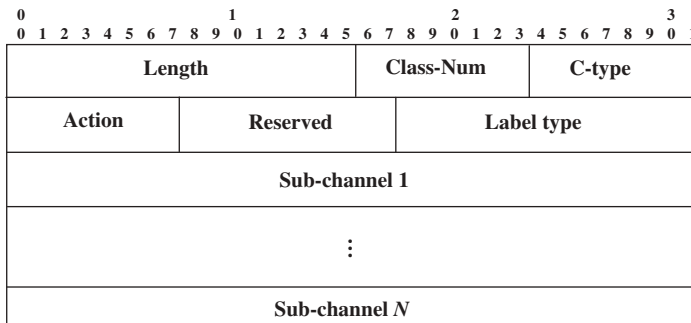 0 1 2 3
0 1 2 3 4 5 6 7 8 9 0 1 2 3 4 5 6 7 8 9 0 1 2 3 4 5 6 7 8 9 0 1
Length Class-Num C-type
Action Reserved Label type
Sub-channel 1
⋮
Sub-channel N